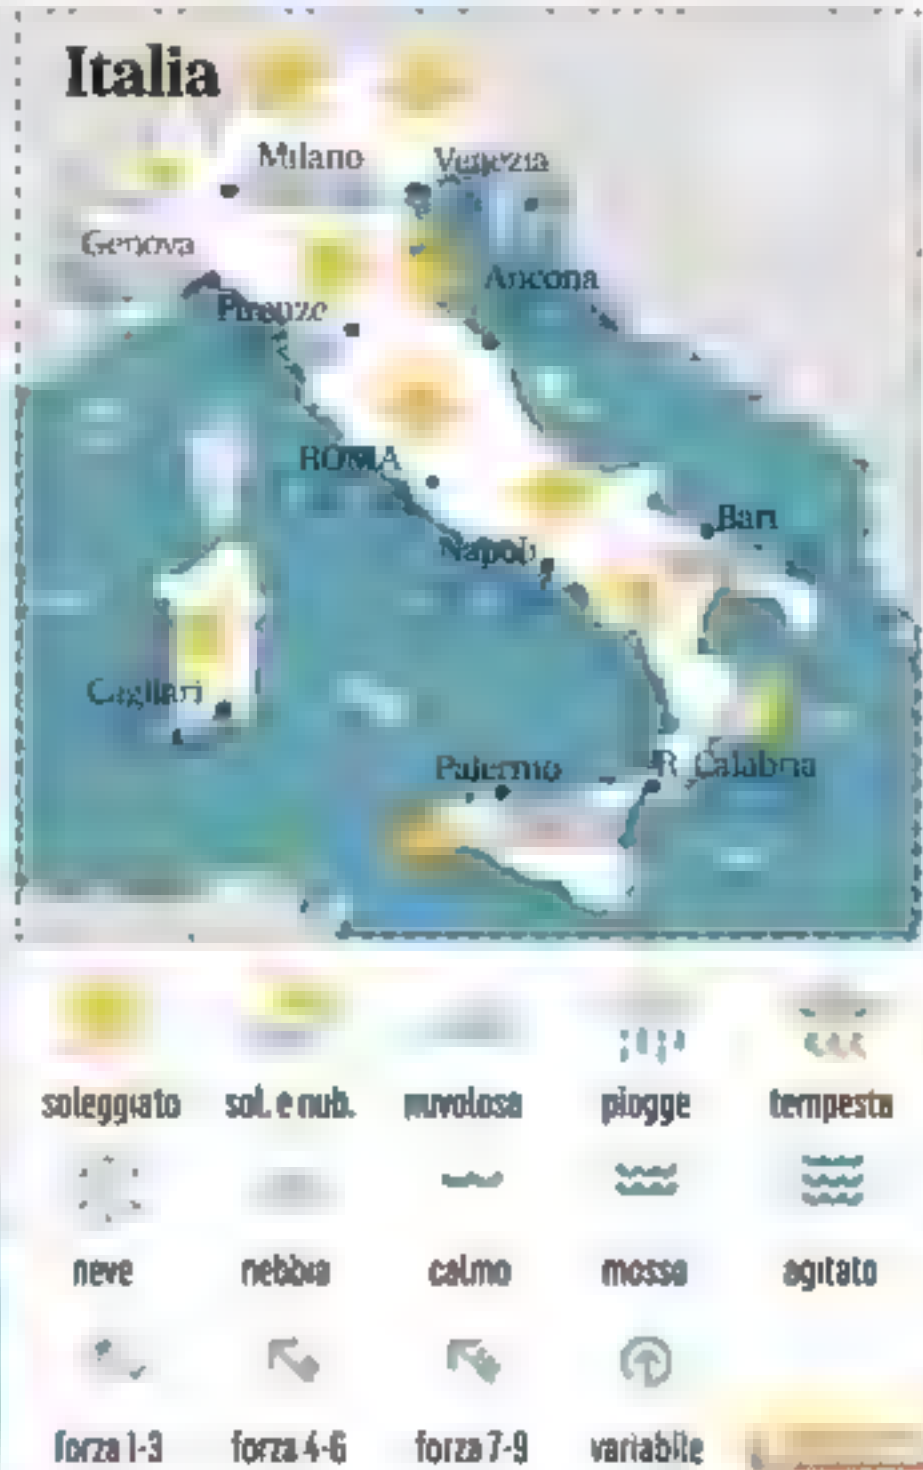 Italia
Milano Venezia
Genova
Ancona
Firenze
ROMA
Bari
Napoli
Cagliari
Palermo R. Calabria
soleggiato sol. e nub. nuvoloso piogge tempesta
neve nebbia calmo mosso agitato
forza 1-3 forza 4-6 forza 7-9 variabile